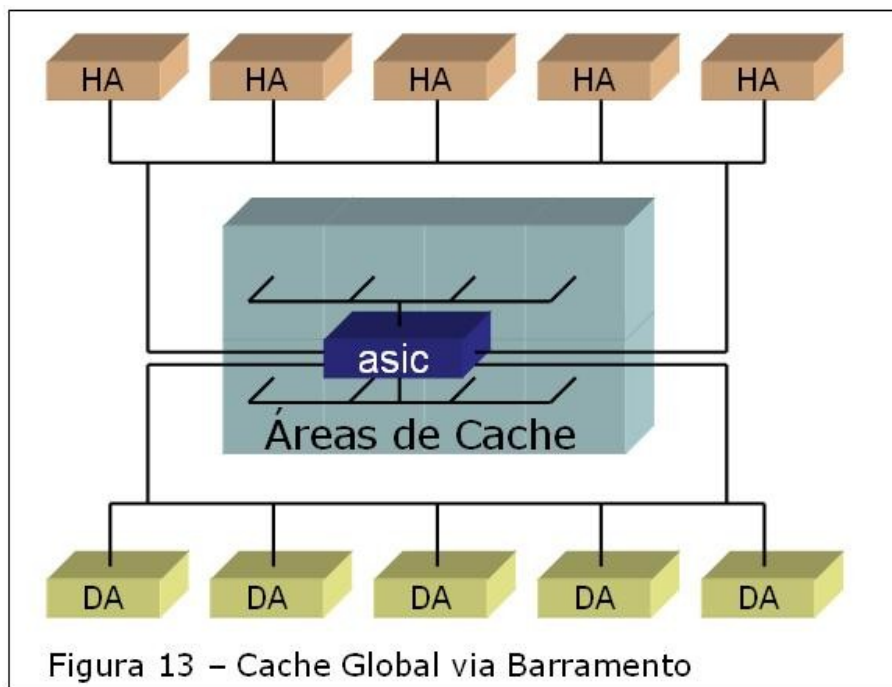 HA HA HA HA HA
asic
Áreas de Cache
DA DA DA DA DA
Figura 13 – Cache Global via Barramento